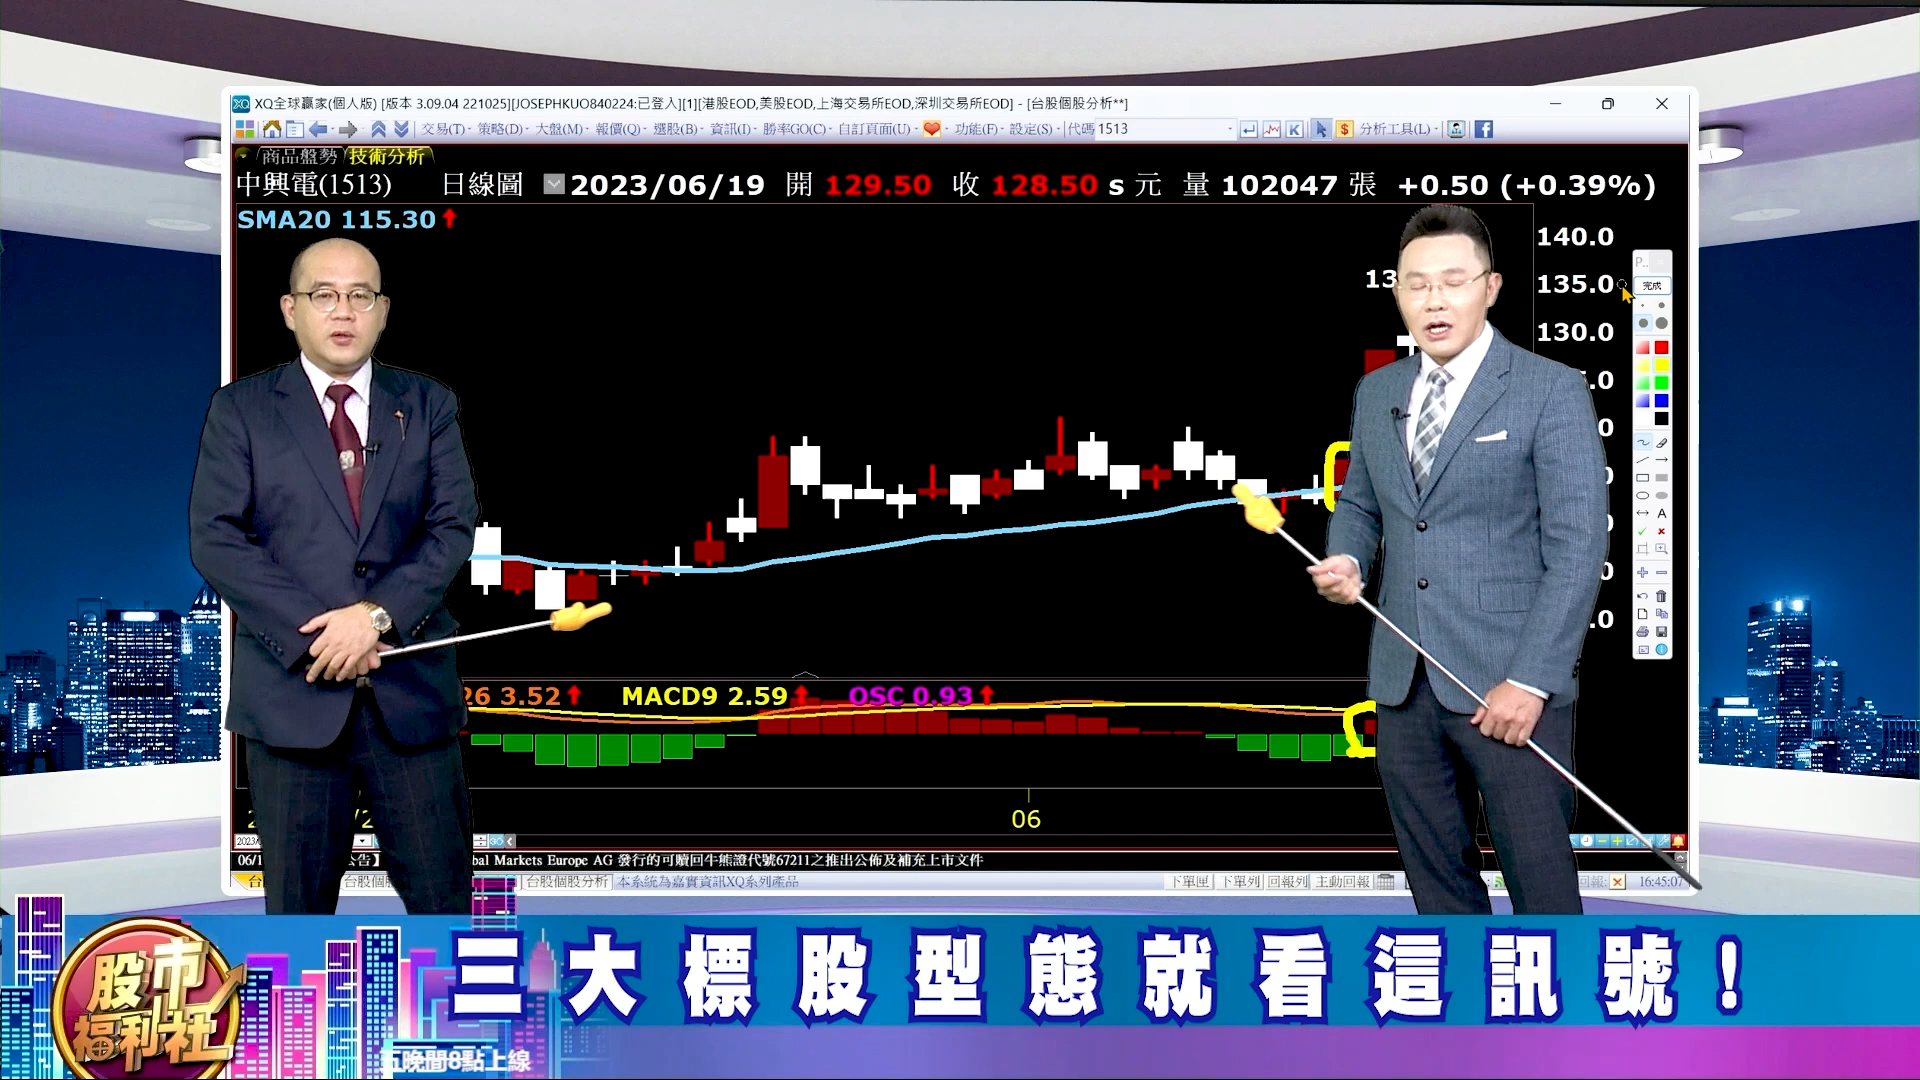 XQ全球贏家(個人版) [版本 3.09.04 221025][JOSEPHKUO840224:已登入][1][港股EOD,美股EOD,上海交易所EOD,深圳交易所EOD] - [台股個股分析**]
交易(T) 策略(D) 大盤(M) 報價(Q) 選股(B) 資訊(I) 勝率GO(C) 自訂頁面(U) 功能(F) 設定(S) 代碼 1513 分析工具(L)
商品盤勢 技術分析
中興電(1513) 日線圖 2023/06/19 開 129.50 收 128.50 s 元 量 102047 張 +0.50 (+0.39%)
SMA20 115.30
140.0
13
135.0
完成
130.0
26 3.52 MACD9 2.59 OSC 0.93
06
Global Markets Europe AG 發行的可贖回牛熊證代號67211之推出公佈及補充上市文件
台股個股分析 本系統為嘉實資訊XQ系列產品 下單匣 下單列 回報列 主動回報 回報: 16:45:07
股市福利社
三大標股型態就看這訊號!
五晚間8點上線